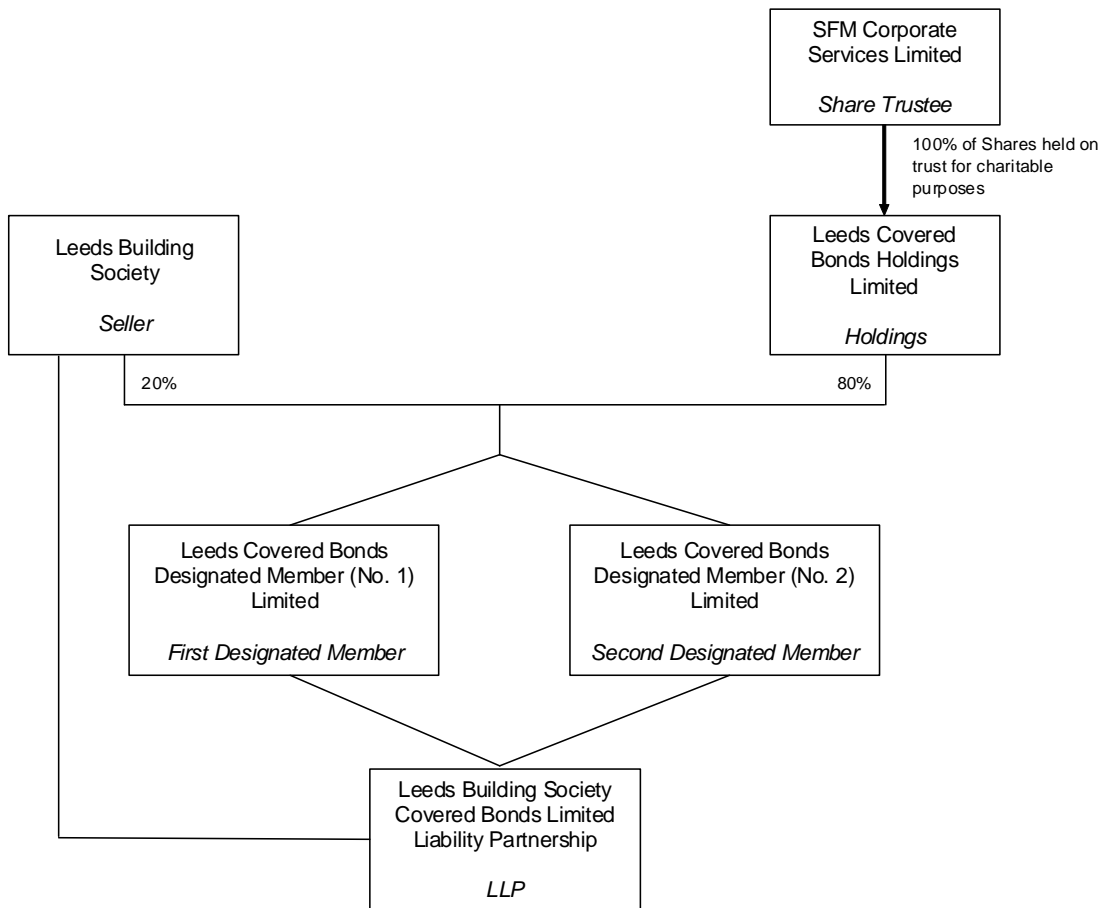 SFM Corporate
Services Limited
Share Trustee
100% of Shares held on
trust for charitable
purposes
Leeds Building
Society
Seller
Leeds Covered
Bonds Holdings
Limited
Holdings
20%
80%
Leeds Covered Bonds
Designated Member (No. 1)
Limited
First Designated Member
Leeds Covered Bonds
Designated Member (No. 2)
Limited
Second Designated Member
Leeds Building Society
Covered Bonds Limited
Liability Partnership
LLP